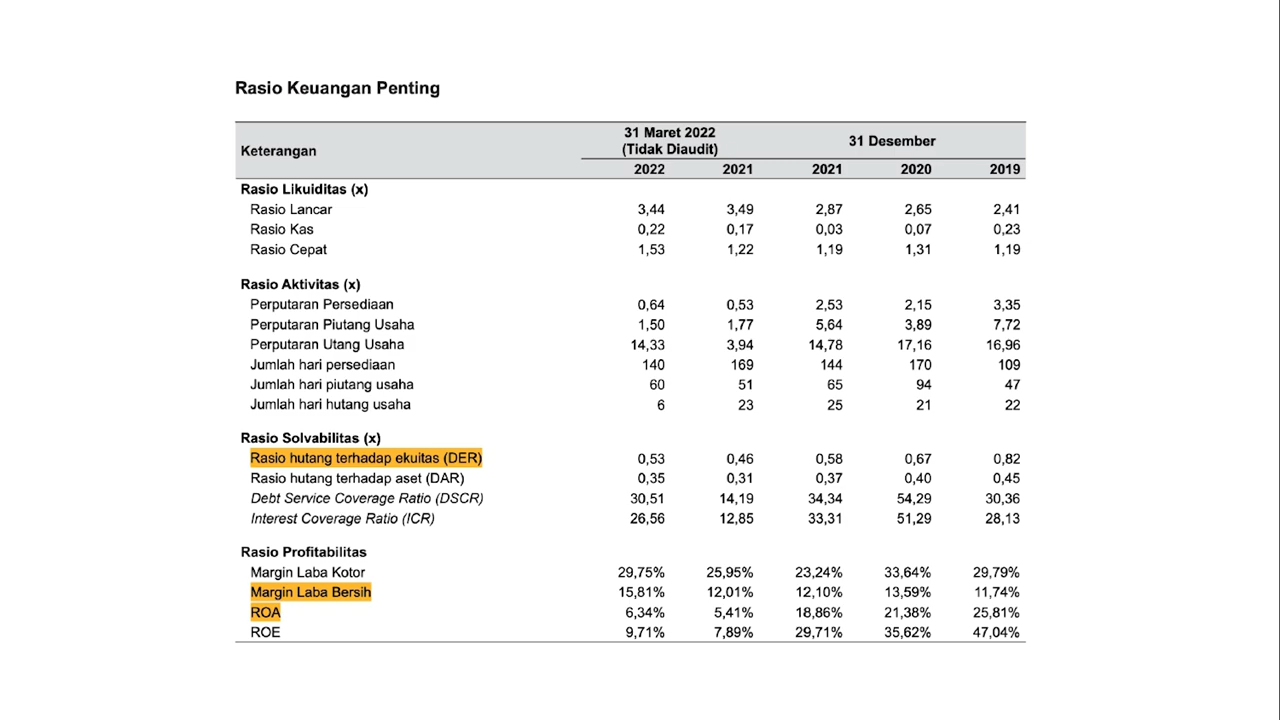 Rasio Keuangan Penting
Keterangan
31 Maret 2022
(Tidak Diaudit)
31 Desember
2022 2021 2021 2020 2019
Rasio Likuiditas (x)
Rasio Lancar 3,44 3,49 2,87 2,65 2,41
Rasio Kas 0,22 0,17 0,03 0,07 0,23
Rasio Cepat 1,53 1,22 1,19 1,31 1,19
Rasio Aktivitas (x)
Perputaran Persediaan 0,64 0,53 2,53 2,15 3,35
Perputaran Piutang Usaha 1,50 1,77 5,64 3,89 7,72
Perputaran Utang Usaha 14,33 3,94 14,78 17,16 16,96
Jumlah hari persediaan 140 169 144 170 109
Jumlah hari piutang usaha 60 51 65 94 47
Jumlah hari hutang usaha 6 23 25 21 22
Rasio Solvabilitas (x)
Rasio hutang terhadap ekuitas (DER) 0,53 0,46 0,58 0,67 0,82
Rasio hutang terhadap aset (DAR) 0,35 0,31 0,37 0,40 0,45
Debt Service Coverage Ratio (DSCR) 30,51 14,19 34,34 54,29 30,36
Interest Coverage Ratio (ICR) 26,56 12,85 33,31 51,29 28,13
Rasio Profitabilitas
Margin Laba Kotor 29,75% 25,95% 23,24% 33,64% 29,79%
Margin Laba Bersih 15,81% 12,01% 12,10% 13,59% 11,74%
ROA 6,34% 5,41% 18,86% 21,38% 25,81%
ROE 9,71% 7,89% 29,71% 35,62% 47,04%